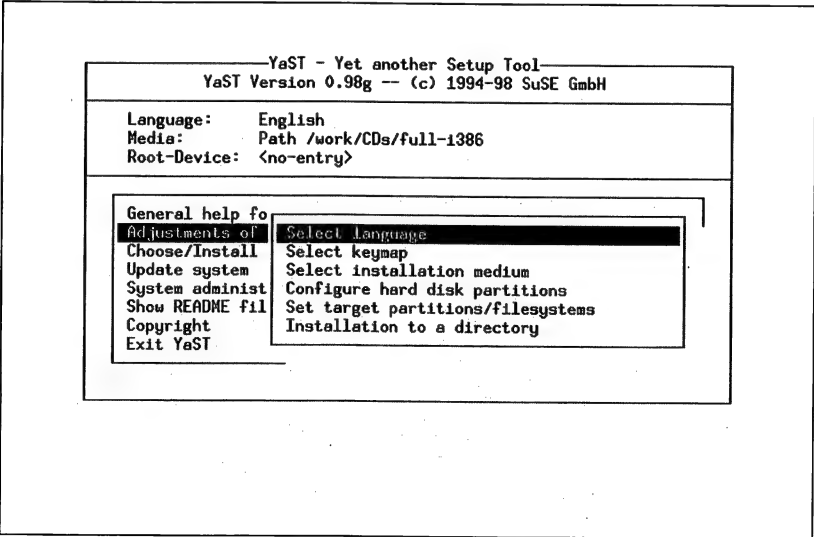 YaST - Yet another Setup Tool
YaST Version 0.98g -- (c) 1994-98 SuSE GmbH
Language: English
Media: Path /work/CDs/full-i386
Root-Device: <no-entry>
General help fo
Adjustments of
Choose/Install
Update system
System administ
Show README fil
Copyright
Exit YaST
Select language
Select keymap
Select installation medium
Configure hard disk partitions
Set target partitions/filesystems
Installation to a directory